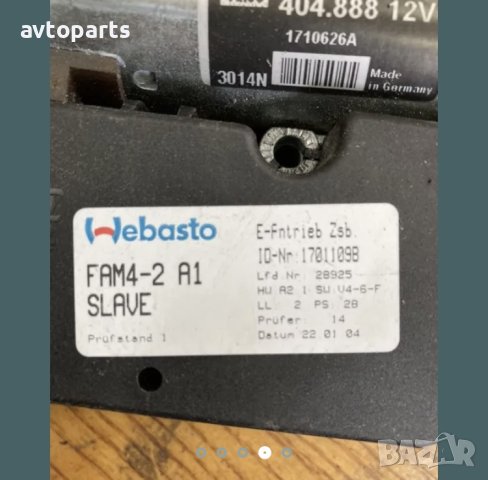 avtoparts
404.888 12V
1710626A
3014N
Made
in Germany
Webasto
FAM4-2 A1
SLAVE
Prüfstand 1
E-Antrieb Zsb.
ID-Nr:1701109B
Lfd Nr: 28925
HW A2 1 SW V4-6-F
LL: 2 PS: 28
Prüfer: 14
Datum 22 01 04
BAZAR